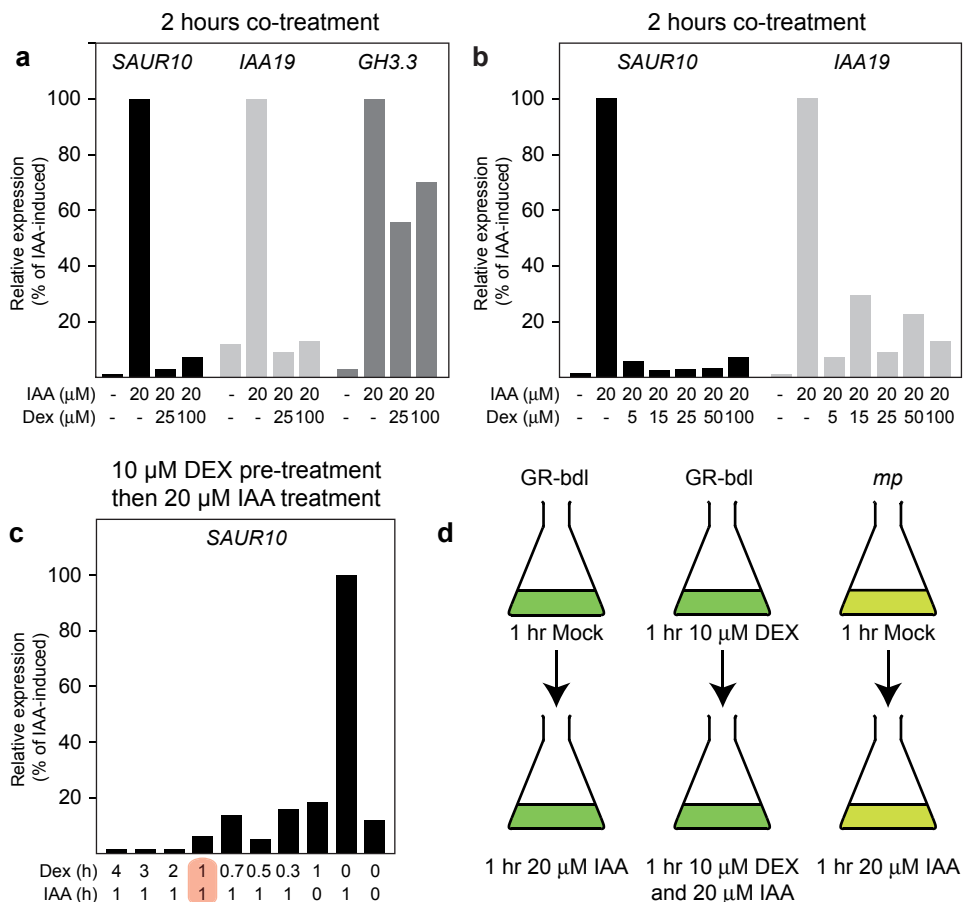 2 hours co-treatment
a
SAUR10 IAA19 GH3.3
Relative expression
(% of IAA-induced)
100
80
60
40
20
IAA (μM) - 20 20 20 - 20 20 20 - 20 20 20
Dex (μM) - - 25 100 - - 25 100 - - 25 100
2 hours co-treatment
b
SAUR10 IAA19
Relative expression
(% of IAA-induced)
100
80
60
40
20
IAA (μM) - 20 20 20 20 20 20 - 20 20 20 20 20 20
Dex (μM) - - 5 15 25 50 100 - - 5 15 25 50 100
10 μM DEX pre-treatment
then 20 μM IAA treatment
c
SAUR10
Relative expression
(% of IAA-induced)
100
80
60
40
20
Dex (h) 4 3 2 1 0.7 0.5 0.3 1 0 0
IAA (h) 1 1 1 1 1 1 1 0 1 0
d
GR-bdl GR-bdl mp
1 hr Mock 1 hr 10 μM DEX 1 hr Mock
1 hr 20 μM IAA 1 hr 10 μM DEX 1 hr 20 μM IAA
and 20 μM IAA